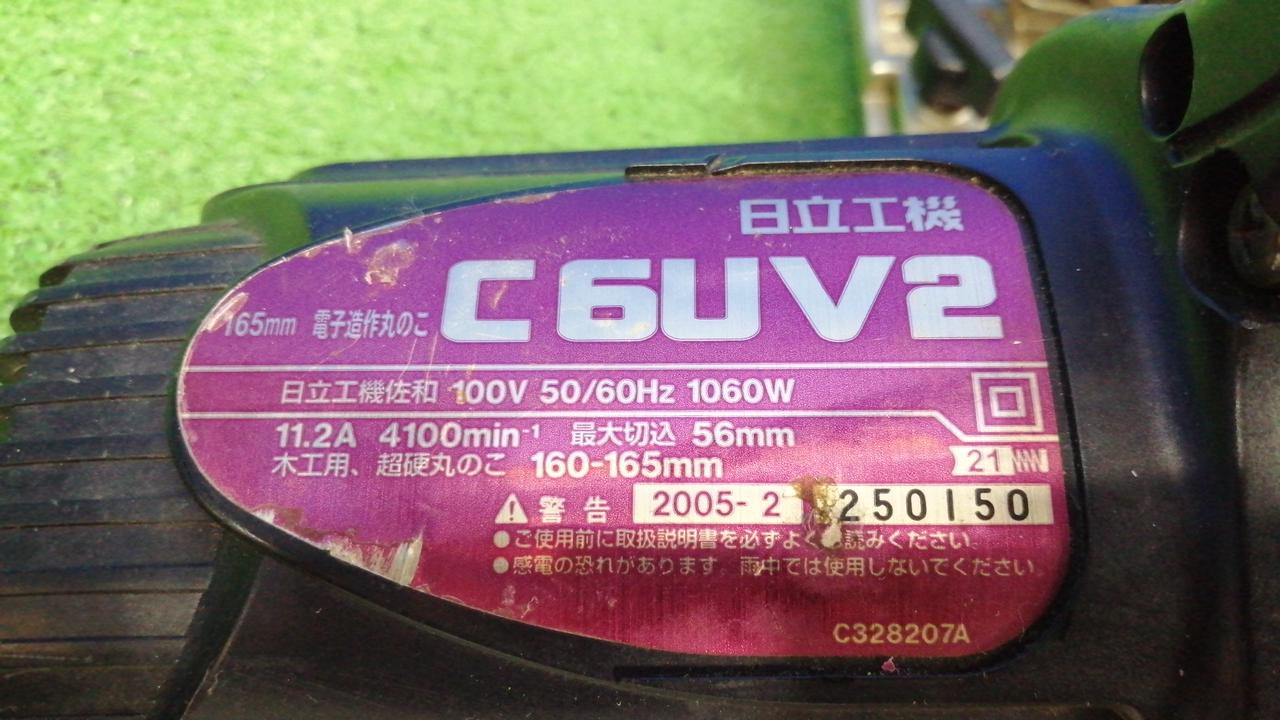 日立工機
C6UV2
165mm 電子造作丸のこ
日立工機佐和 100V 50/60Hz 1060W
11.2A 4100min⁻¹ 最大切込 56mm
木工用、超硬丸のこ 160-165mm
21
警告 2005-2 250150
●ご使用前に取扱説明書を必ずよく読みください。
●感電の恐れがあります。雨中では使用しないでください
C328207A